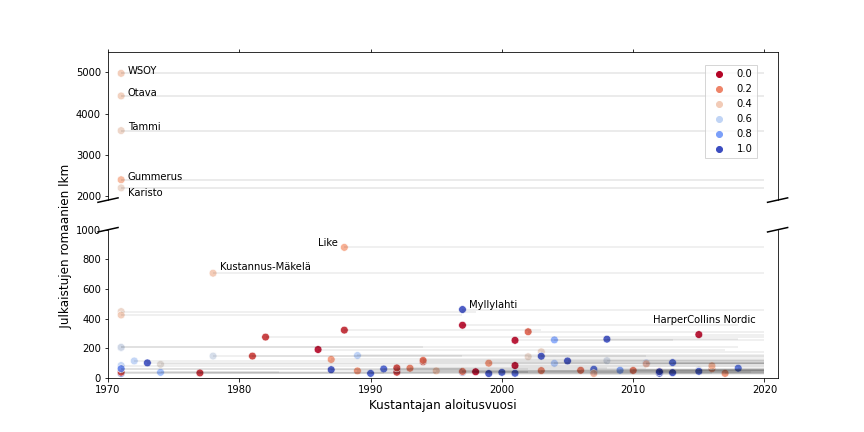 5000
4000
3000
2000
1000
800
600
400
200
0
Julkaistujen romaanien lkm
WSOY
Otava
Tammi
Gummerus
Karisto
Like
Kustannus-Mäkelä
Myllylahti
HarperCollins Nordic
0.0
0.2
0.4
0.6
0.8
1.0
1970
1980
1990
2000
2010
2020
Kustantajan aloitusvuosi